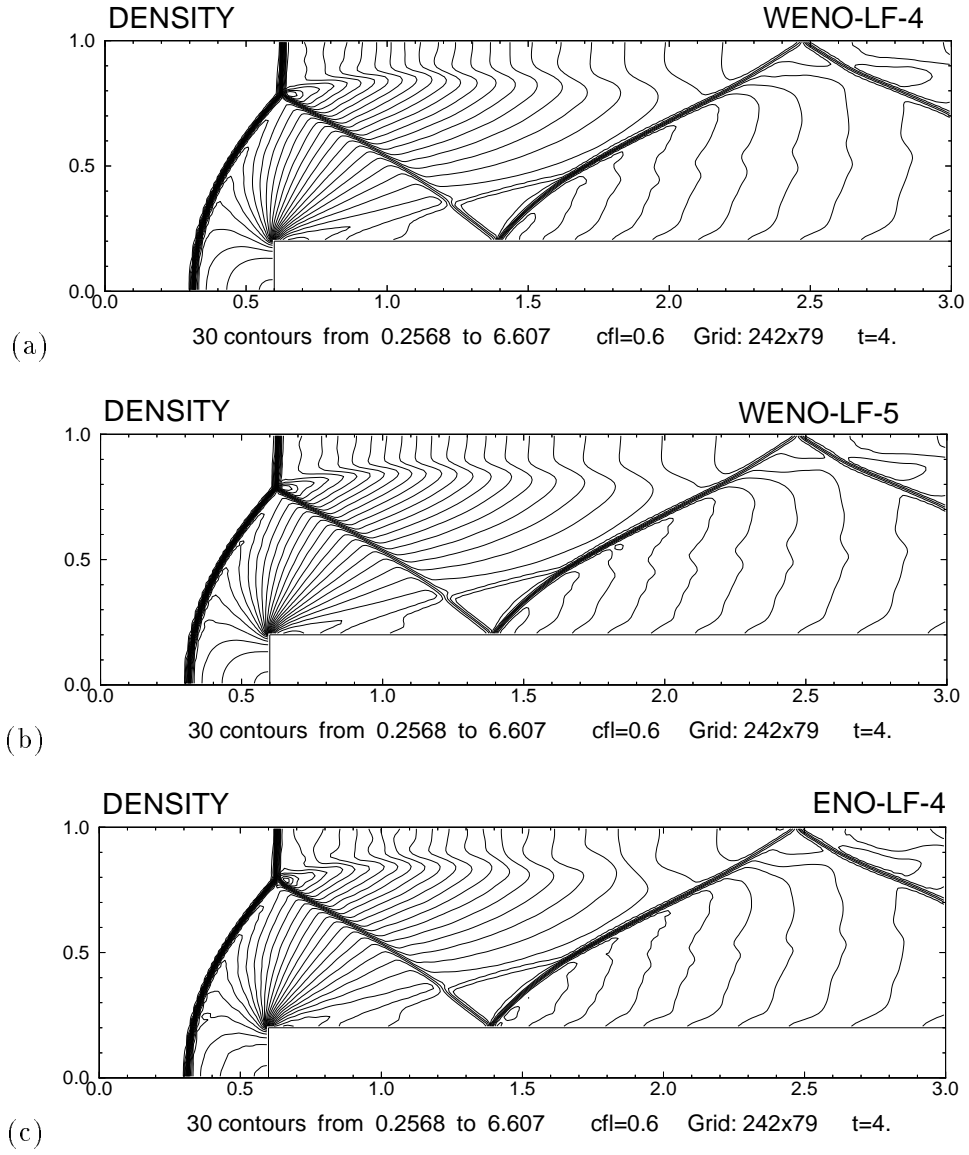 DENSITY WENO-LF-4
1.0
0.5
0.0
0.0 0.5 1.0 1.5 2.0 2.5 3.0
(a) 30 contours from 0.2568 to 6.607 cfl=0.6 Grid: 242x79 t=4.
DENSITY WENO-LF-5
1.0
0.5
0.0
0.0 0.5 1.0 1.5 2.0 2.5 3.0
(b) 30 contours from 0.2568 to 6.607 cfl=0.6 Grid: 242x79 t=4.
DENSITY ENO-LF-4
1.0
0.5
0.0
0.0 0.5 1.0 1.5 2.0 2.5 3.0
(c) 30 contours from 0.2568 to 6.607 cfl=0.6 Grid: 242x79 t=4.